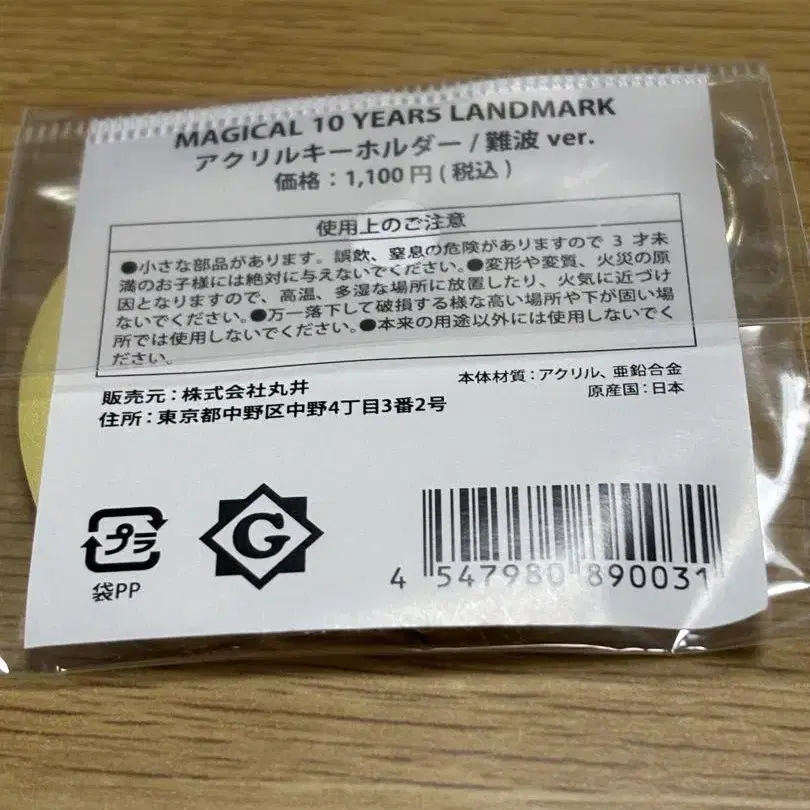 MAGICAL 10 YEARS LANDMARK
アクリルキーホルダー / 難波 ver.
価格：1,100円(税込)
使用上のご注意
●小さな部品があります。誤飲、窒息の危険がありますので 3 才未
満のお子様には絶対に与えないでください。●変形や変質、火災の原
因となりますので、高温、多湿な場所に放置したり、火気に近づけ
ないでください。●万一落下して破損する様な高い場所や下が固い場
所では使用しないでください。●本来の用途以外には使用しないでく
ださい。
販売元：株式会社丸井
住所：東京都中野区中野4丁目3番2号
本体材質：アクリル、亜鉛合金
原産国：日本
プラ
袋PP
G
4 547980 890031